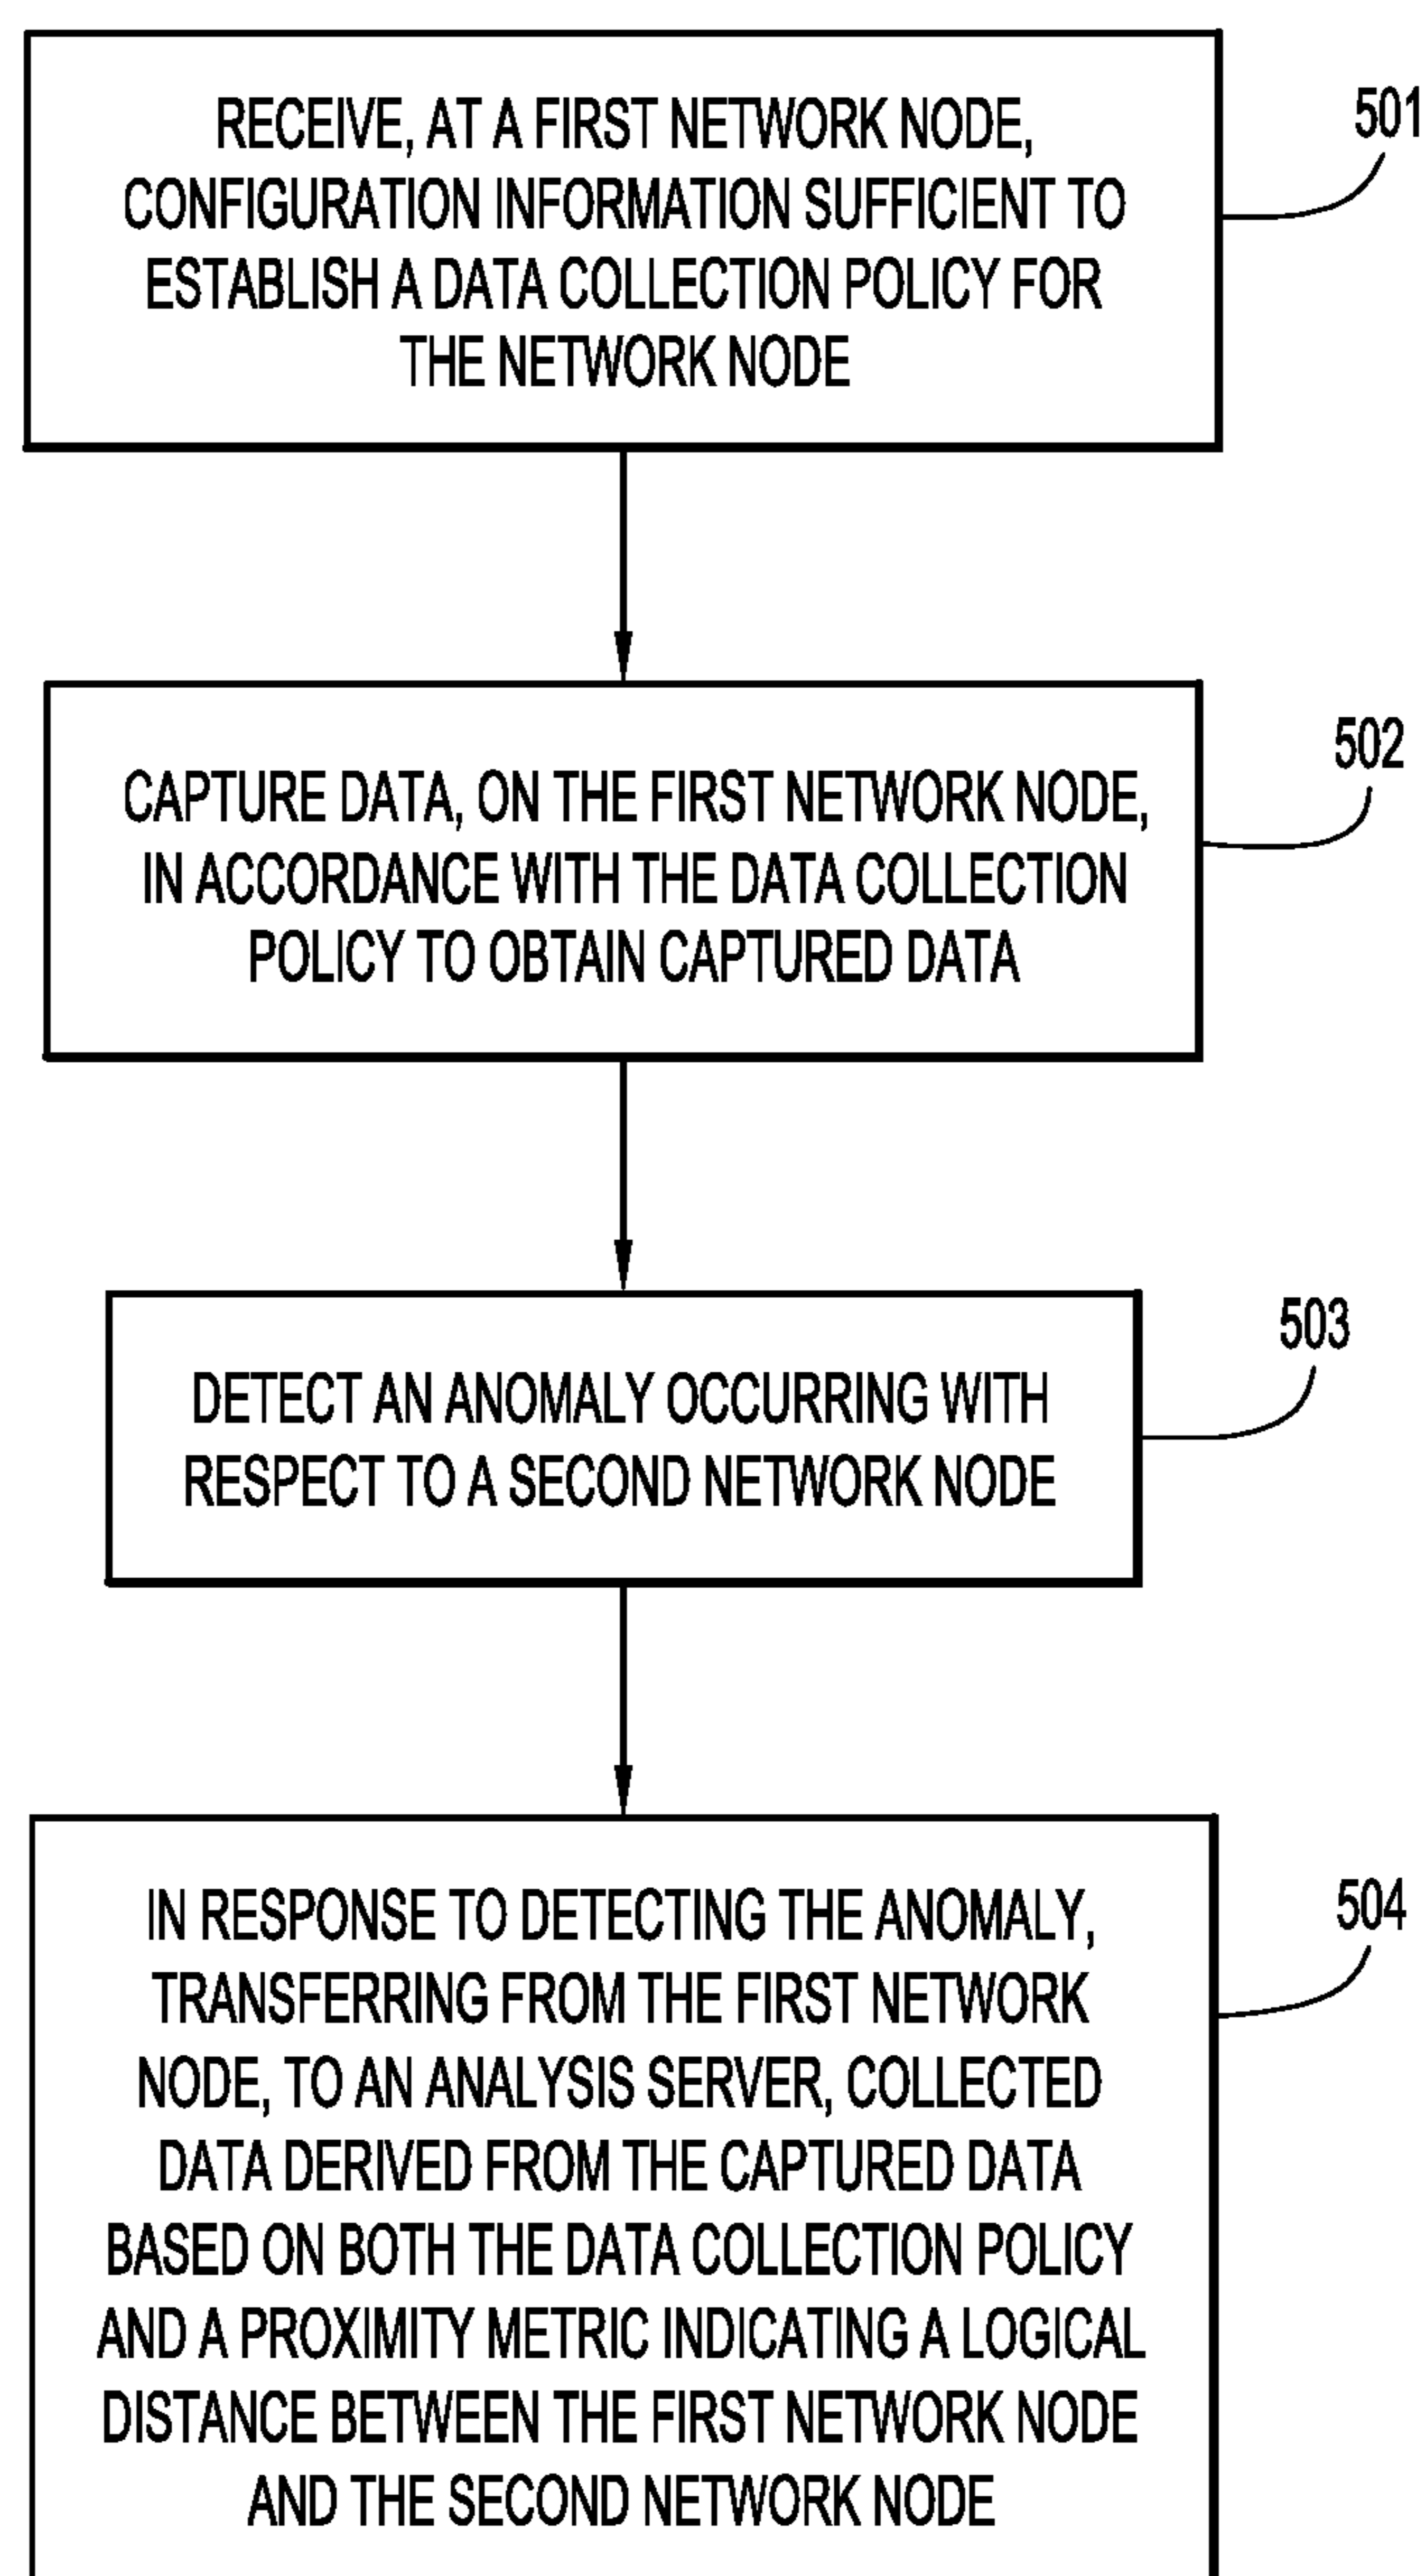 RECEIVE, AT A FIRST NETWORK NODE,
CONFIGURATION INFORMATION SUFFICIENT TO
ESTABLISH A DATA COLLECTION POLICY FOR
THE NETWORK NODE
501
CAPTURE DATA, ON THE FIRST NETWORK NODE,
IN ACCORDANCE WITH THE DATA COLLECTION
POLICY TO OBTAIN CAPTURED DATA
502
DETECT AN ANOMALY OCCURRING WITH
RESPECT TO A SECOND NETWORK NODE
503
IN RESPONSE TO DETECTING THE ANOMALY,
TRANSFERRING FROM THE FIRST NETWORK
NODE, TO AN ANALYSIS SERVER, COLLECTED
DATA DERIVED FROM THE CAPTURED DATA
BASED ON BOTH THE DATA COLLECTION POLICY
AND A PROXIMITY METRIC INDICATING A LOGICAL
DISTANCE BETWEEN THE FIRST NETWORK NODE
AND THE SECOND NETWORK NODE
504